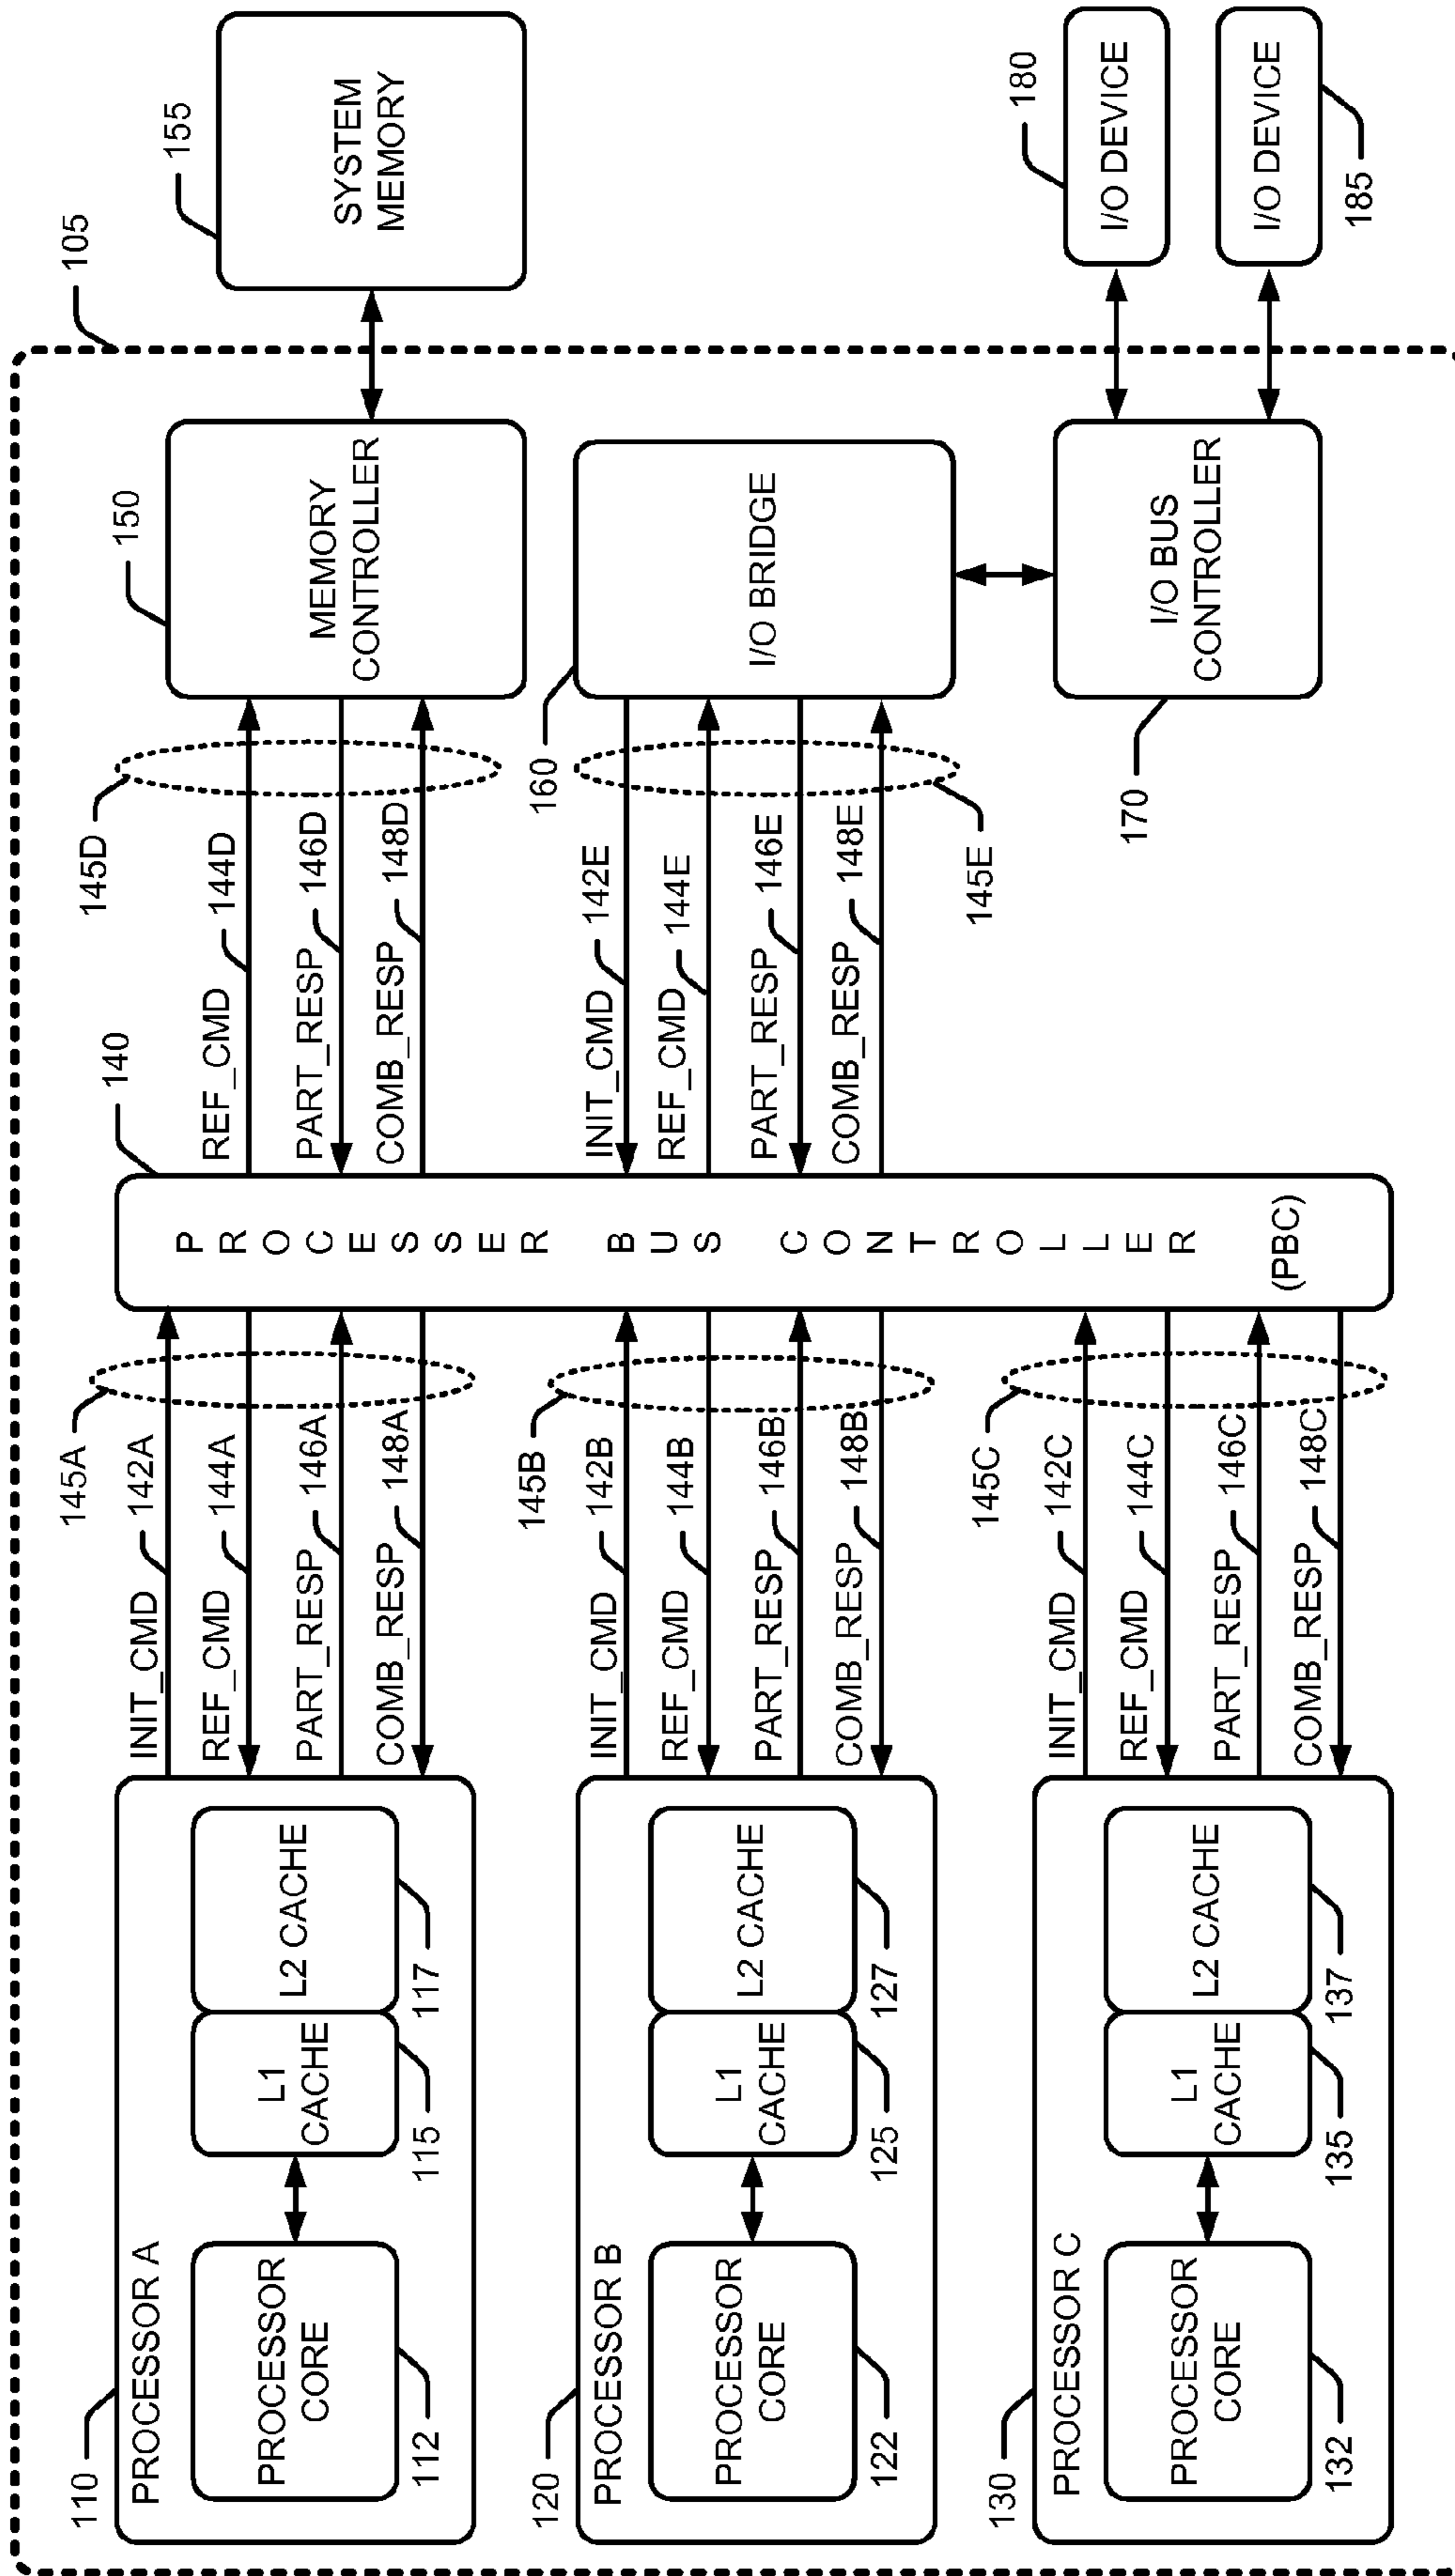 105
110
PROCESSOR A
PROCESSOR
CORE
112
L1
CACHE
115
L2 CACHE
117
145A
INIT_CMD 142A
REF_CMD 144A
PART_RESP 146A
COMB_RESP 148A
120
PROCESSOR B
PROCESSOR
CORE
122
L1
CACHE
125
L2 CACHE
127
145B
INIT_CMD 142B
REF_CMD 144B
PART_RESP 146B
COMB_RESP 148B
130
PROCESSOR C
PROCESSOR
CORE
132
L1
CACHE
135
L2 CACHE
137
145C
INIT_CMD 142C
REF_CMD 144C
PART_RESP 146C
COMB_RESP 148C
140
PROCESSER BUS CONTROLLER
(PBC)
145D
REF_CMD 144D
PART_RESP 146D
COMB_RESP 148D
150
MEMORY
CONTROLLER
155
SYSTEM
MEMORY
INIT_CMD 142E
REF_CMD 144E
PART_RESP 146E
COMB_RESP 148E
145E
160
I/O BRIDGE
170
I/O BUS
CONTROLLER
180
I/O DEVICE
I/O DEVICE
185